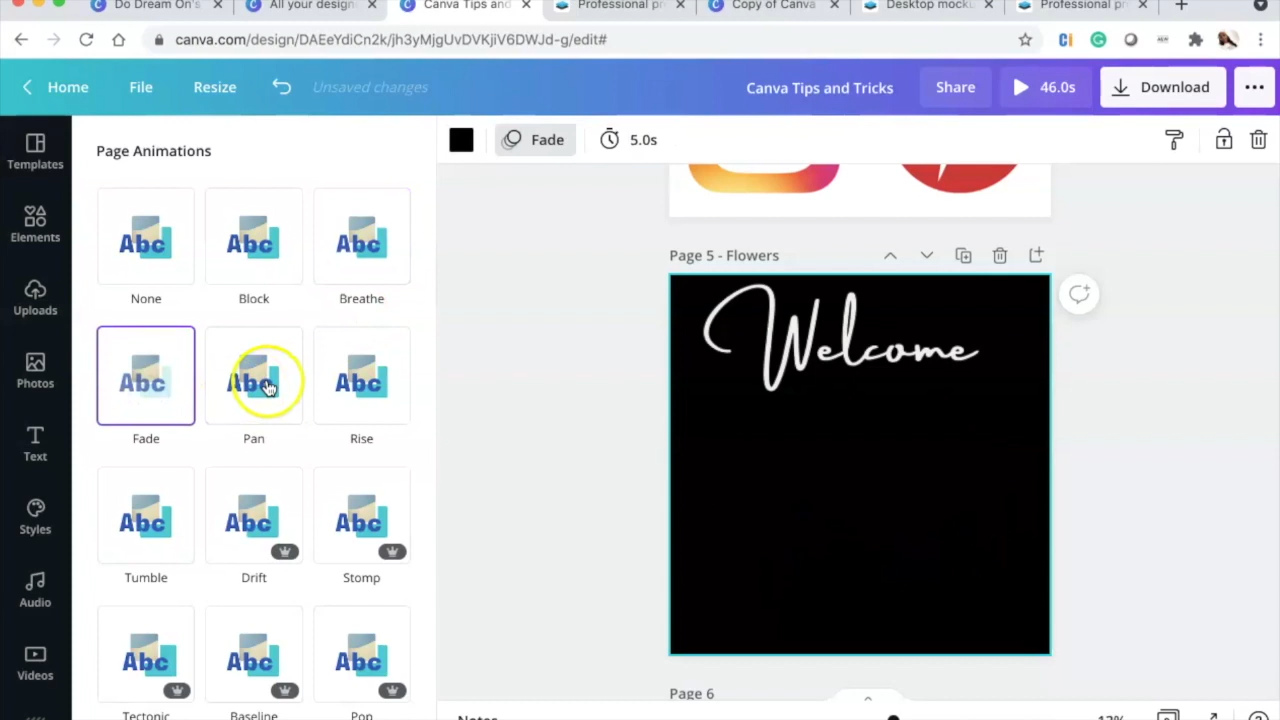 Do Dream On's
All your design
Canva Tips and
Professional pr
Copy of Canva
Desktop mock
Professional pr
canva.com/design/DAEeYdiCn2k/jh3yMjgUvDVKjiV6DWJd-g/edit#
Home
File
Resize
Unsaved changes
Canva Tips and Tricks
Share
46.0s
Download
Templates
Elements
Uploads
Photos
Text
Styles
Audio
Videos
Page Animations
Abc
Abc
Abc
None
Block
Breathe
Abc
Abc
Abc
Fade
Pan
Rise
Abc
Abc
Abc
Tumble
Drift
Stomp
Abc
Abc
Abc
Tectonic
Baseline
Pop
Fade
5.0s
Page 5 - Flowers
Welcome
Page 6
Notes
12%